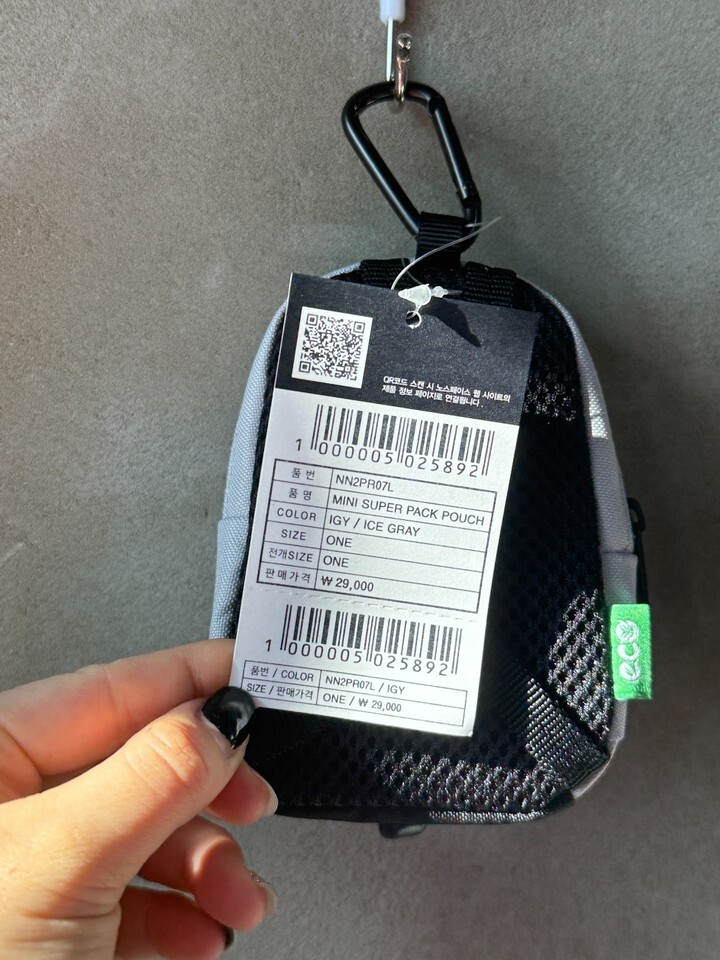 QR코드 스캔 시 노스페이스 웹 사이트의
제품 정보 페이지로 연결됩니다.
1 000005 025892
품 번 NN2PR07L
품 명 MINI SUPER PACK POUCH
COLOR IGY / ICE GRAY
SIZE ONE
전개SIZE ONE
판매가격 ₩ 29,000
1 000005 025892
품번 / COLOR NN2PR07L / IGY
SIZE / 판매가격 ONE / ₩ 29,000
eco